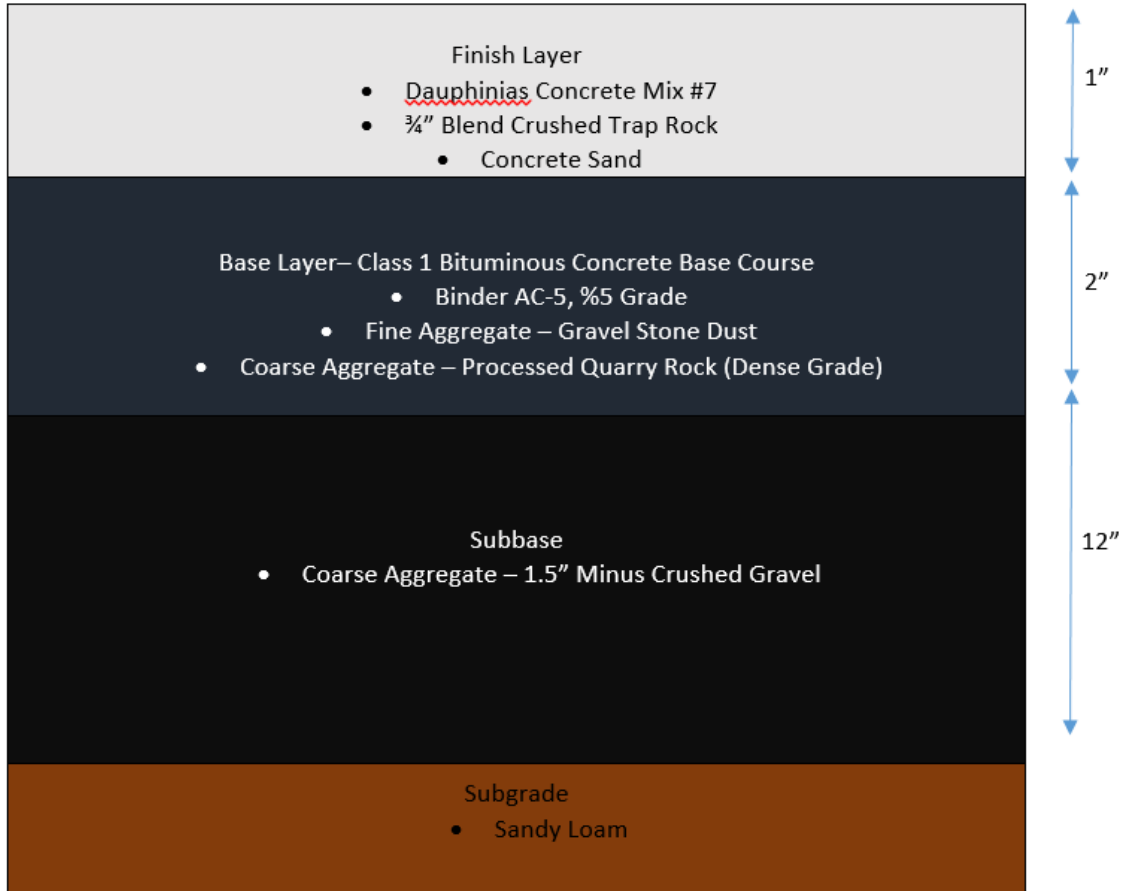 Finish Layer
• Dauphinias Concrete Mix #7
• ¾” Blend Crushed Trap Rock
• Concrete Sand
1”
Base Layer– Class 1 Bituminous Concrete Base Course
• Binder AC-5, %5 Grade
• Fine Aggregate – Gravel Stone Dust
• Coarse Aggregate – Processed Quarry Rock (Dense Grade)
2”
Subbase
• Coarse Aggregate – 1.5” Minus Crushed Gravel
12”
Subgrade
• Sandy Loam